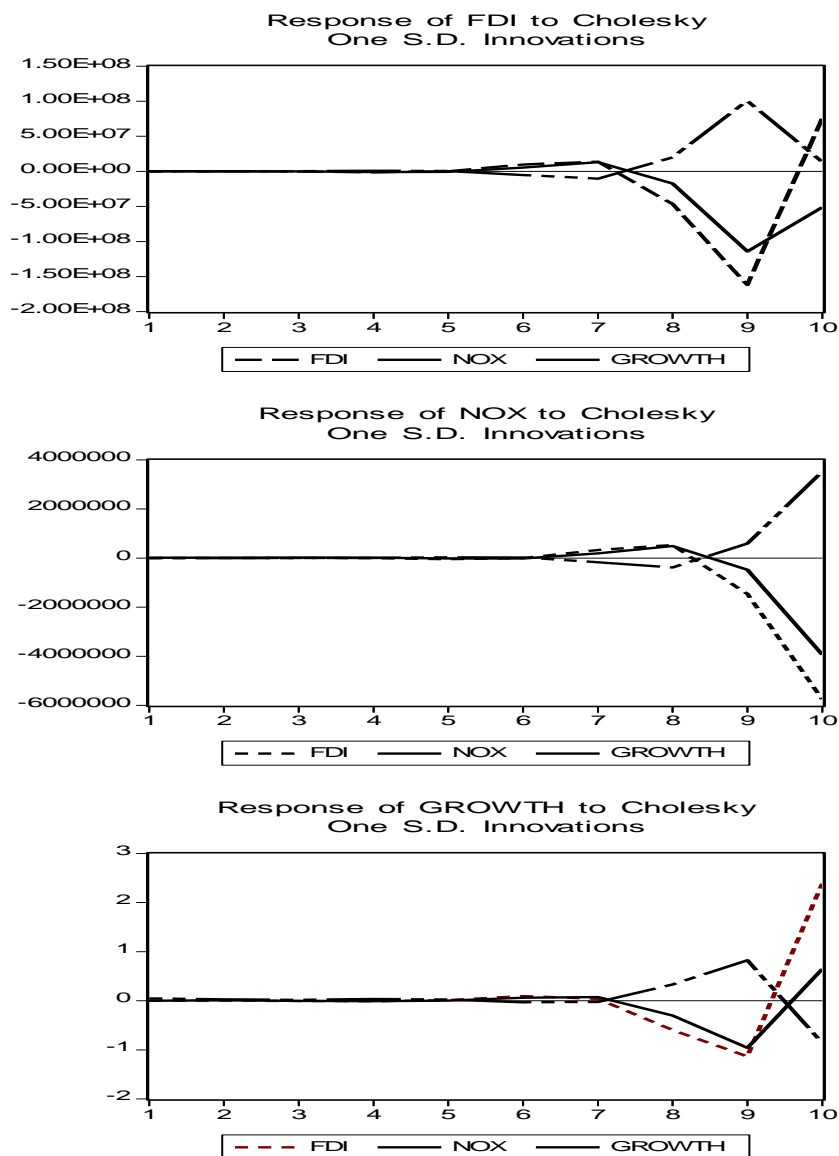 Response of FDI to Cholesky
One S.D. Innovations
1.50E+08
1.00E+08
5.00E+07
0.00E+00
-5.00E+07
-1.00E+08
-1.50E+08
-2.00E+08
1 2 3 4 5 6 7 8 9 10
FDI NOX GROWTH
Response of NOX to Cholesky
One S.D. Innovations
4000000
2000000
0
-2000000
-4000000
-6000000
1 2 3 4 5 6 7 8 9 10
FDI NOX GROWTH
Response of GROWTH to Cholesky
One S.D. Innovations
3
2
1
0
-1
-2
1 2 3 4 5 6 7 8 9 10
FDI NOX GROWTH